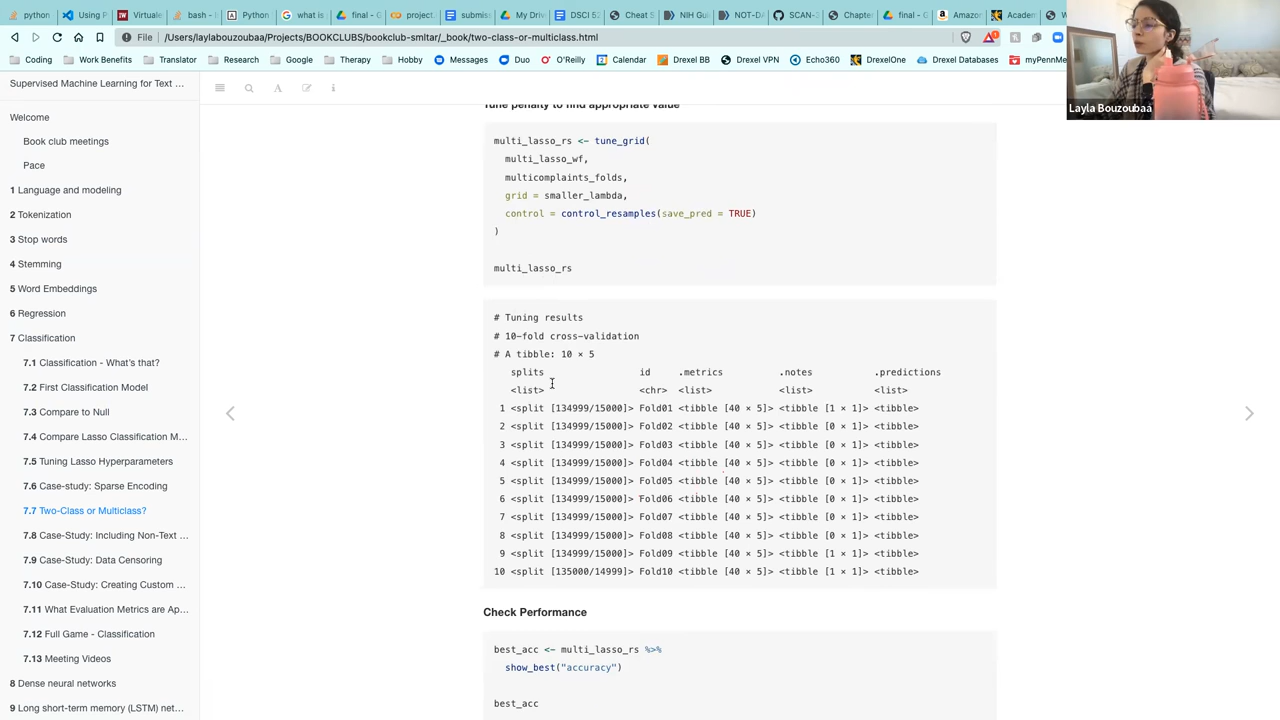 python
Using P
Virtuale
bash -
Python
what is
final - G
project.
submiss
My Driv
DSCI 52
Cheat S
NIH Gui
NOT-DA
SCAN-2
Chapter
final - G
Amazo
Academ
/Users/laylabouzoubaa/Projects/BOOKCLUBS/bookclub-smltar/_book/two-class-or-multiclass.html
File
Coding
Work Benefits
Translator
Research
Google
Therapy
Hobby
Messages
Duo
O'Reilly
Calendar
Drexel BB
Drexel VPN
Echo360
DrexelOne
Drexel Databases
myPennMe
Layla Bouzoubaa
Supervised Machine Learning for Text ...
Welcome
Book club meetings
Pace
1 Language and modeling
2 Tokenization
3 Stop words
4 Stemming
5 Word Embeddings
6 Regression
7 Classification
7.1 Classification - What's that?
7.2 First Classification Model
7.3 Compare to Null
7.4 Compare Lasso Classification M...
7.5 Tuning Lasso Hyperparameters
7.6 Case-study: Sparse Encoding
7.7 Two-Class or Multiclass?
7.8 Case-Study: Including Non-Text ...
7.9 Case-Study: Data Censoring
7.10 Case-Study: Creating Custom ...
7.11 What Evaluation Metrics are Ap...
7.12 Full Game - Classification
7.13 Meeting Videos
8 Dense neural networks
9 Long short-term memory (LSTM) net...
Tune penalty to find appropriate value
multi_lasso_rs <- tune_grid(
multi_lasso_wf,
multicomplaints_folds,
grid = smaller_lambda,
control = control_resamples(save_pred = TRUE)
)
multi_lasso_rs
# Tuning results
# 10-fold cross-validation
# A tibble: 10 × 5
splits id .metrics .notes .predictions
<list> <chr> <list> <list> <list>
1 <split [134999/15000]> Fold01 <tibble [40 × 5]> <tibble [1 × 1]> <tibble>
2 <split [134999/15000]> Fold02 <tibble [40 × 5]> <tibble [0 × 1]> <tibble>
3 <split [134999/15000]> Fold03 <tibble [40 × 5]> <tibble [0 × 1]> <tibble>
4 <split [134999/15000]> Fold04 <tibble [40 × 5]> <tibble [0 × 1]> <tibble>
5 <split [134999/15000]> Fold05 <tibble [40 × 5]> <tibble [0 × 1]> <tibble>
6 <split [134999/15000]> Fold06 <tibble [40 × 5]> <tibble [0 × 1]> <tibble>
7 <split [134999/15000]> Fold07 <tibble [40 × 5]> <tibble [0 × 1]> <tibble>
8 <split [134999/15000]> Fold08 <tibble [40 × 5]> <tibble [0 × 1]> <tibble>
9 <split [134999/15000]> Fold09 <tibble [40 × 5]> <tibble [1 × 1]> <tibble>
10 <split [135000/14999]> Fold10 <tibble [40 × 5]> <tibble [1 × 1]> <tibble>
Check Performance
best_acc <- multi_lasso_rs %>%
show_best("accuracy")
best_acc